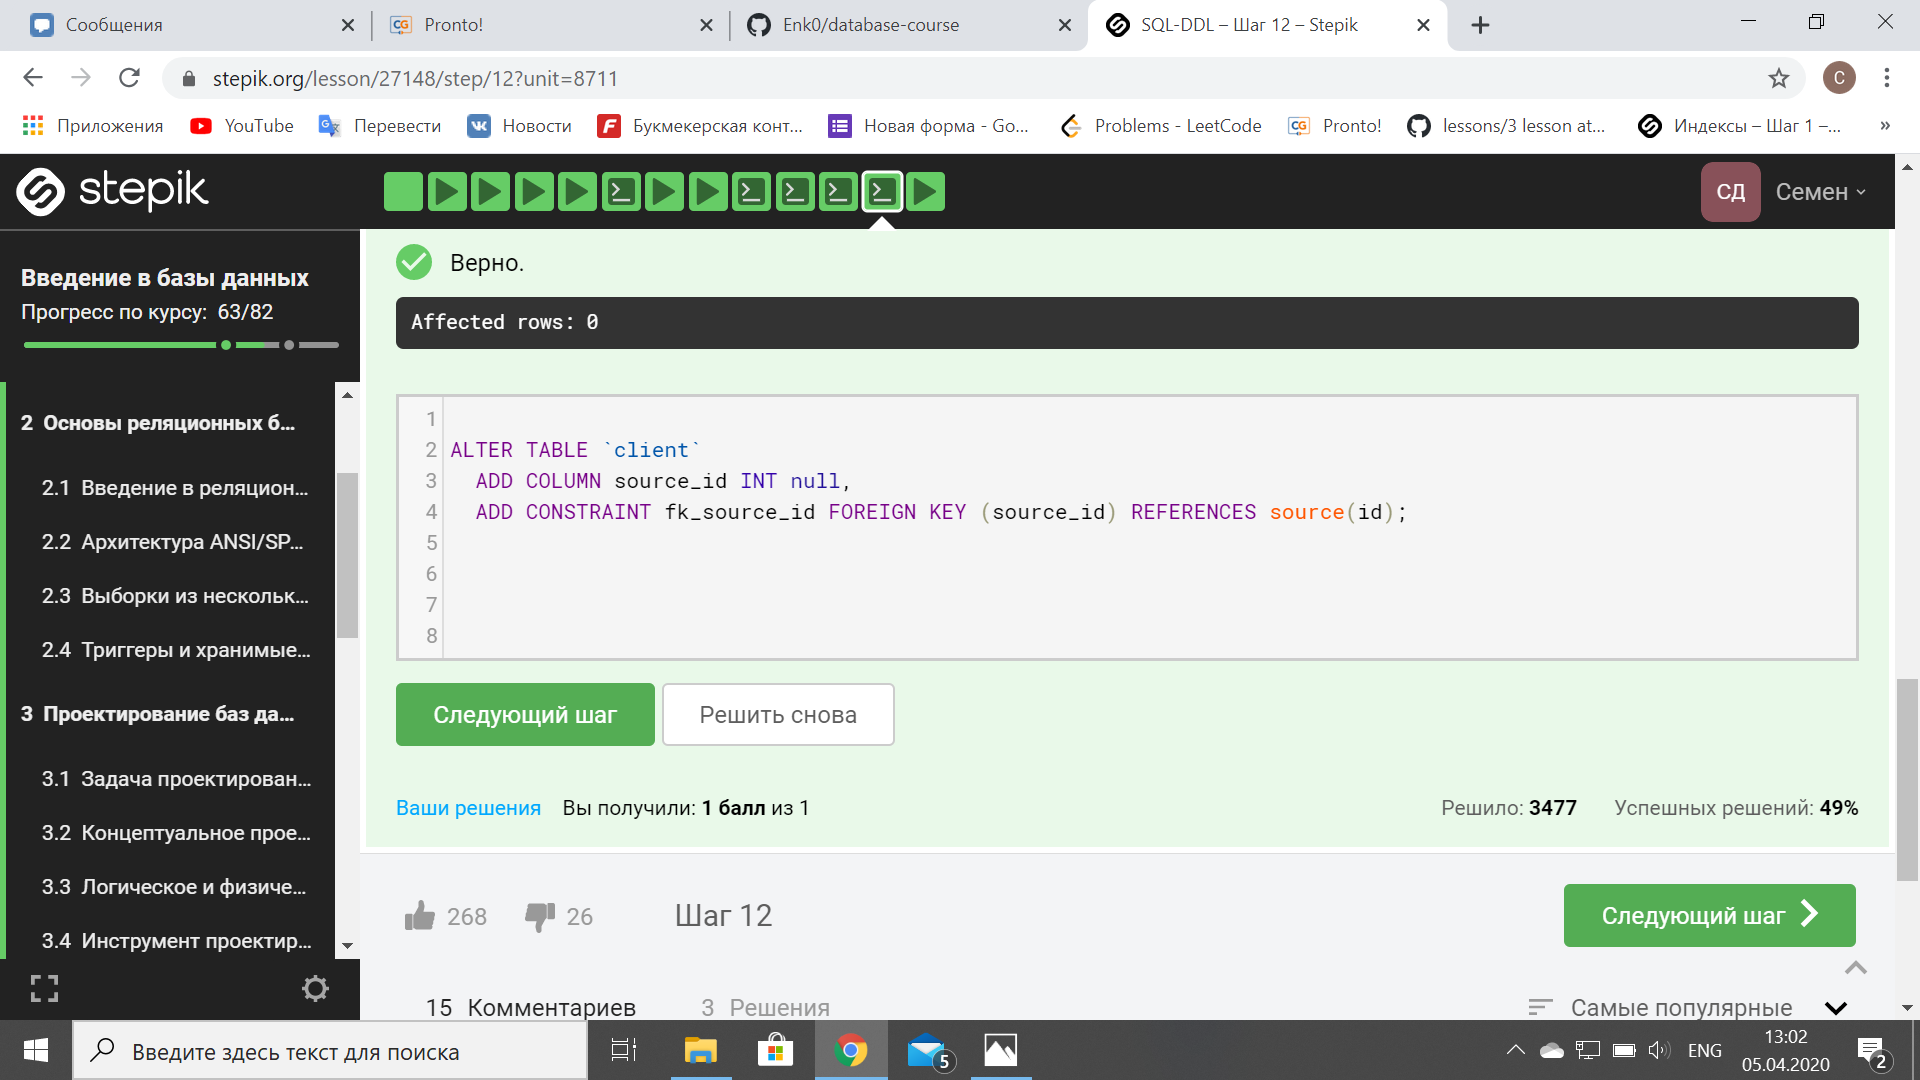 Сообщения
Pronto!
Enk0/database-course
SQL-DDL – Шаг 12 – Stepik
stepik.org/lesson/27148/step/12?unit=8711
С
Приложения
YouTube
Перевести
Новости
Букмекерская конт...
Новая форма - Go...
Problems - LeetCode
Pronto!
lessons/3 lesson at...
Индексы – Шаг 1 –...
»
stepik
СД
Семен
Введение в базы данных
Прогресс по курсу: 63/82
2 Основы реляционных б...
2.1 Введение в реляцион...
2.2 Архитектура ANSI/SP...
2.3 Выборки из нескольк...
2.4 Триггеры и хранимые...
3 Проектирование баз да...
3.1 Задача проектирован...
3.2 Концептуальное прое...
3.3 Логическое и физиче...
3.4 Инструмент проектир...
Верно.
Affected rows: 0
1
2 ALTER TABLE `client`
3 ADD COLUMN source_id INT null,
4 ADD CONSTRAINT fk_source_id FOREIGN KEY (source_id) REFERENCES source(id);
5
6
7
8
Следующий шаг
Решить снова
Ваши решения
Вы получили: 1 балл из 1
Решило: 3477
Успешных решений: 49%
268
26
Шаг 12
Следующий шаг
15 Комментариев
3 Решения
Самые популярные
Введите здесь текст для поиска
5
ENG
13:02
05.04.2020
2